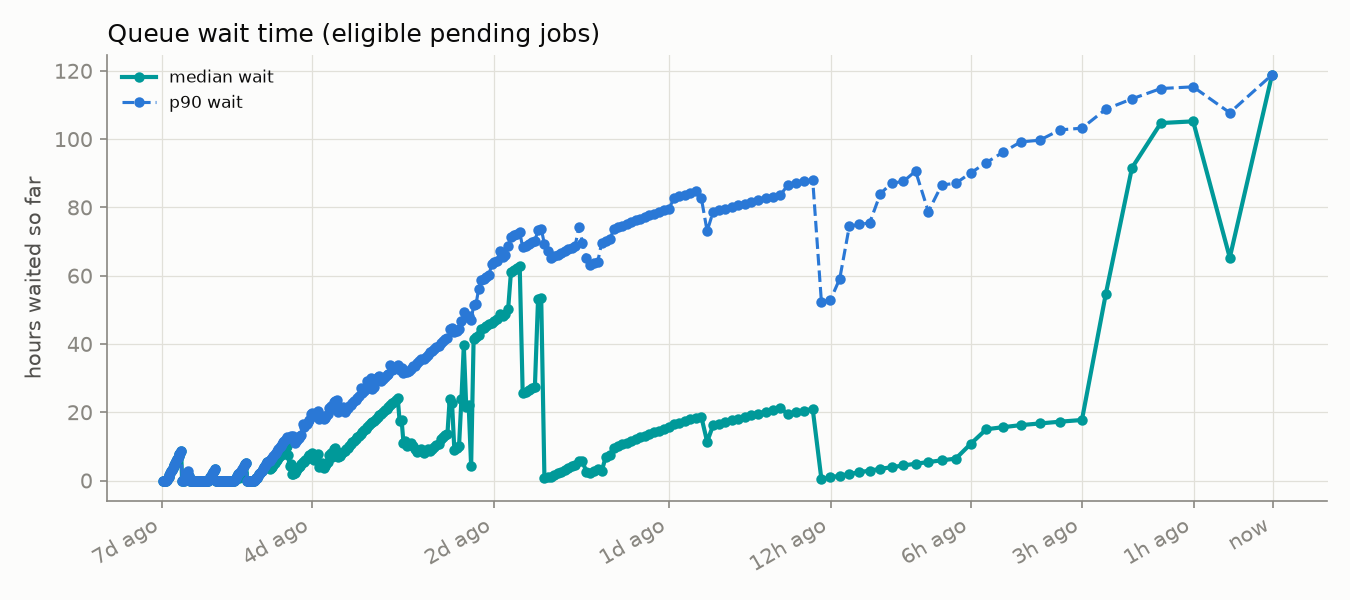 Queue wait time (eligible pending jobs)
median wait
p90 wait
hours waited so far
120
100
80
60
40
20
0
7d ago
4d ago
2d ago
1d ago
12h ago
6h ago
3h ago
1h ago
now